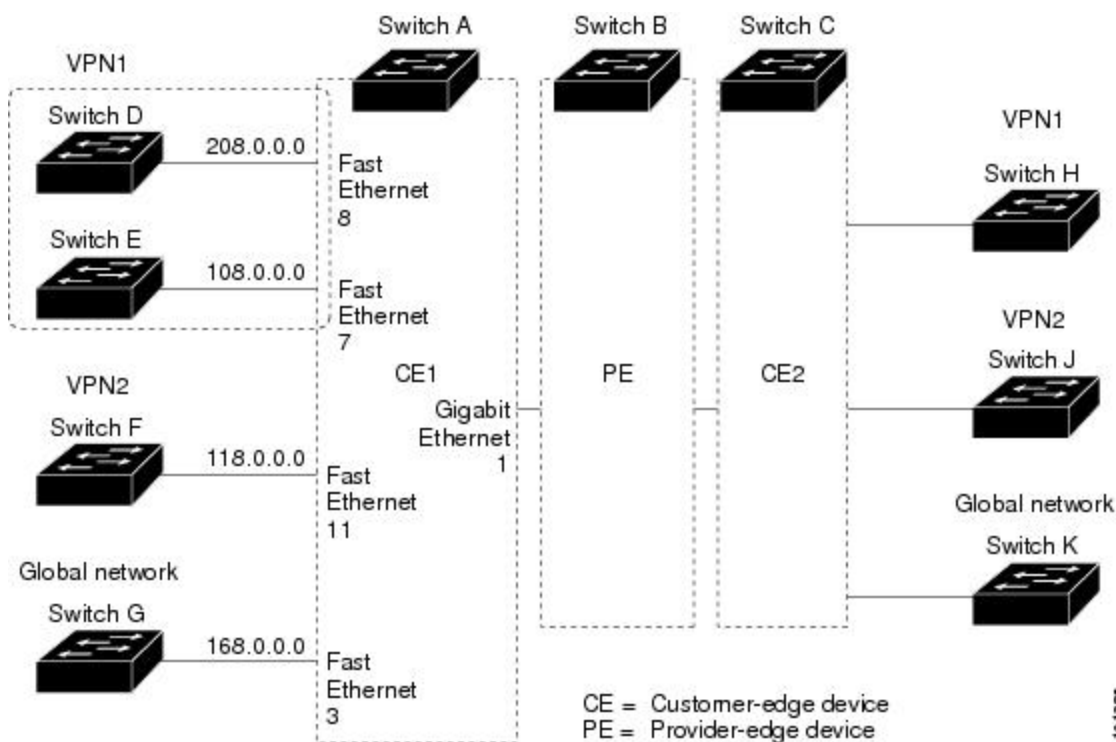 Switch A
Switch B
Switch C
VPN1
Switch D
208.0.0.0
Fast
Ethernet
8
Switch E
108.0.0.0
Fast
Ethernet
7
VPN2
Switch F
118.0.0.0
Fast
Ethernet
11
Global network
Switch G
168.0.0.0
Fast
Ethernet
3
CE1
Gigabit
Ethernet
1
PE
CE2
VPN1
Switch H
VPN2
Switch J
Global network
Switch K
CE = Customer-edge device
PE = Provider-edge device